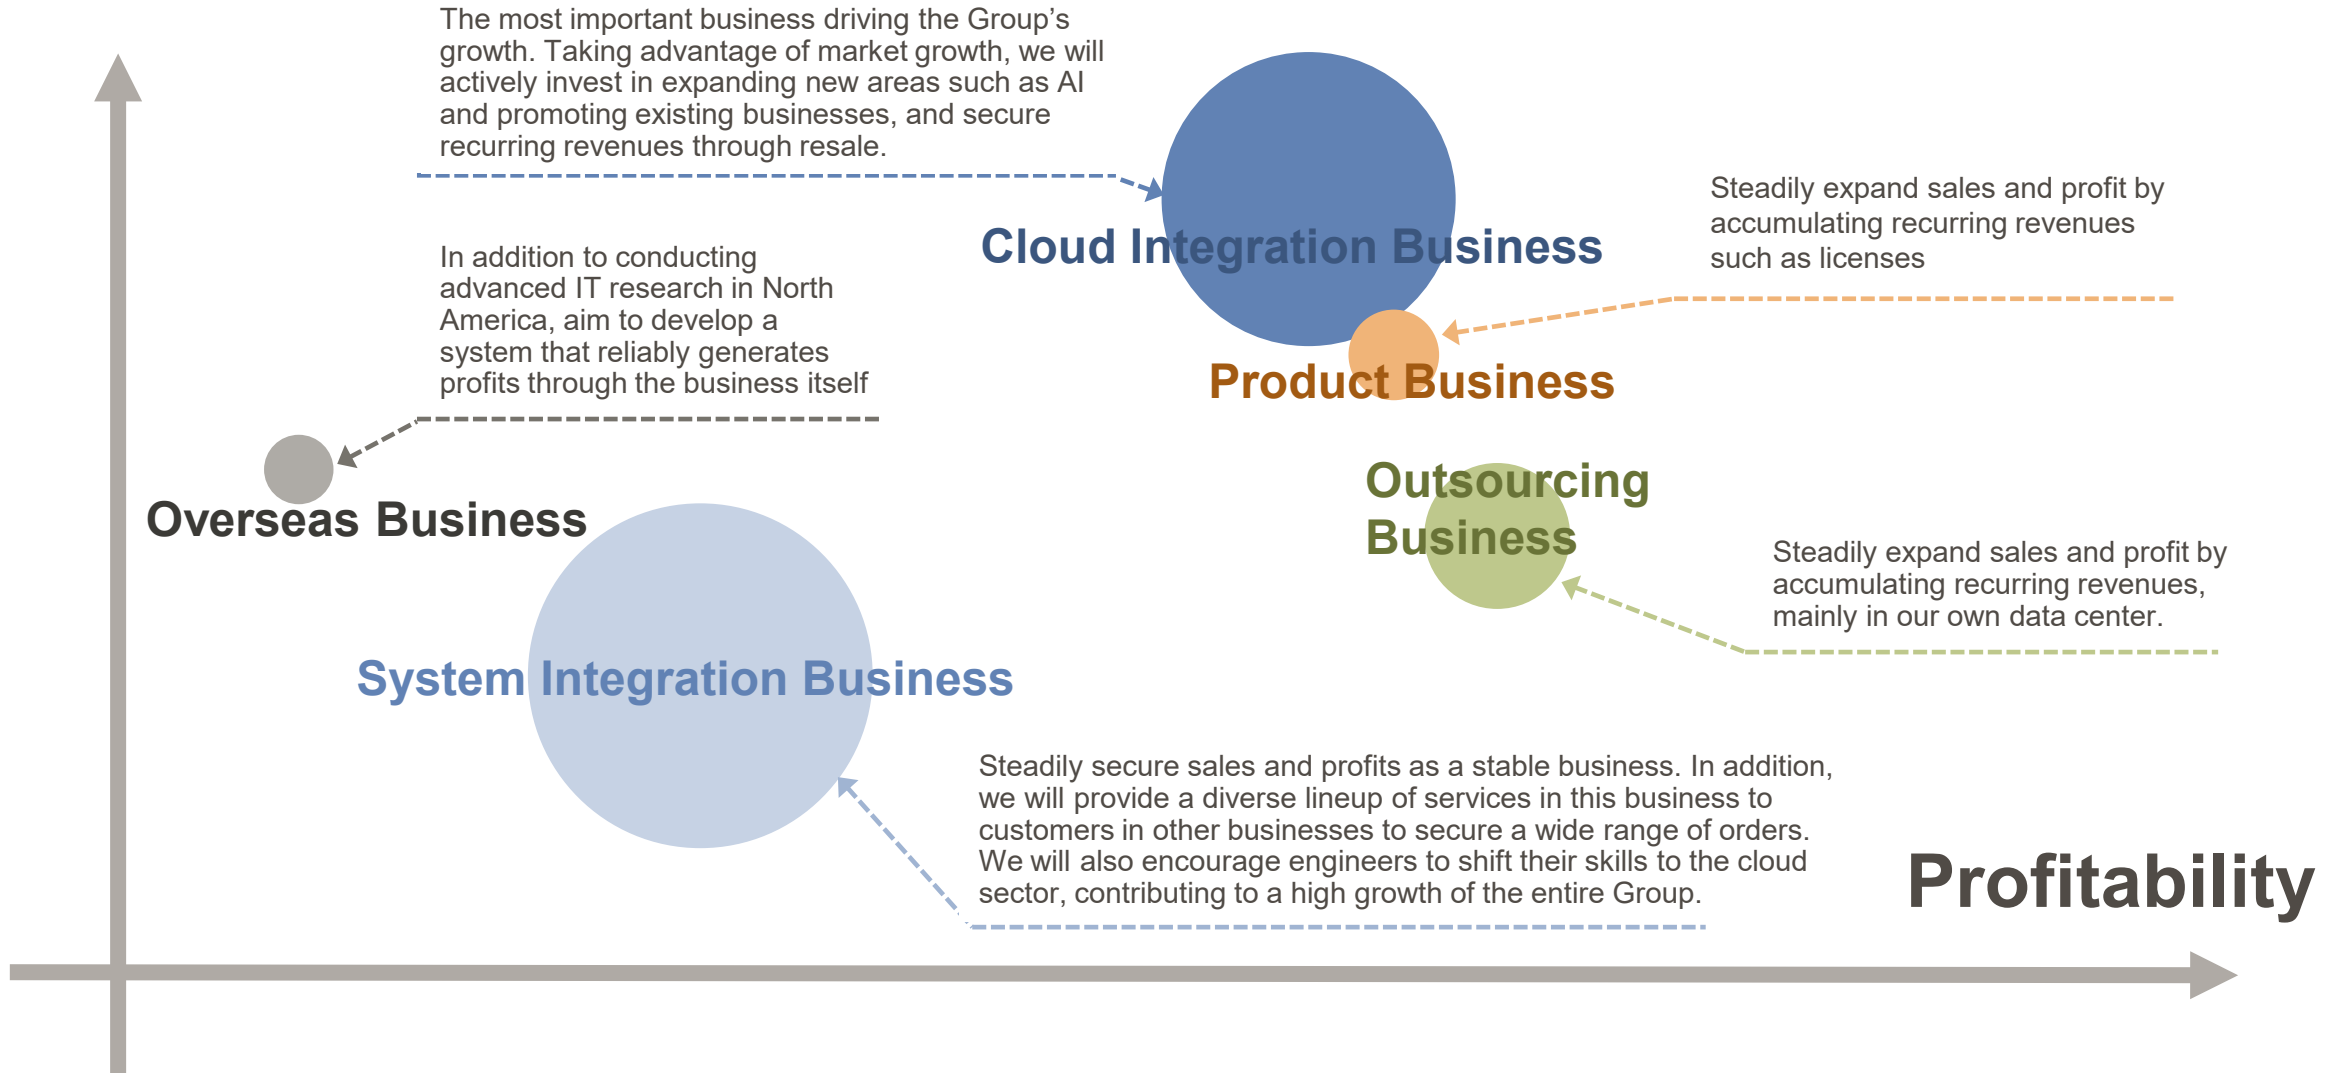 The most important business driving the Group’s
growth. Taking advantage of market growth, we will
actively invest in expanding new areas such as AI
and promoting existing businesses, and secure
recurring revenues through resale.
Cloud Integration Business
Steadily expand sales and profit by
accumulating recurring revenues
such as licenses
In addition to conducting
advanced IT research in North
America, aim to develop a
system that reliably generates
profits through the business itself
Product Business
Overseas Business
Outsourcing
Business
Steadily expand sales and profit by
accumulating recurring revenues,
mainly in our own data center.
System Integration Business
Steadily secure sales and profits as a stable business. In addition,
we will provide a diverse lineup of services in this business to
customers in other businesses to secure a wide range of orders.
We will also encourage engineers to shift their skills to the cloud
sector, contributing to a high growth of the entire Group.
Profitability